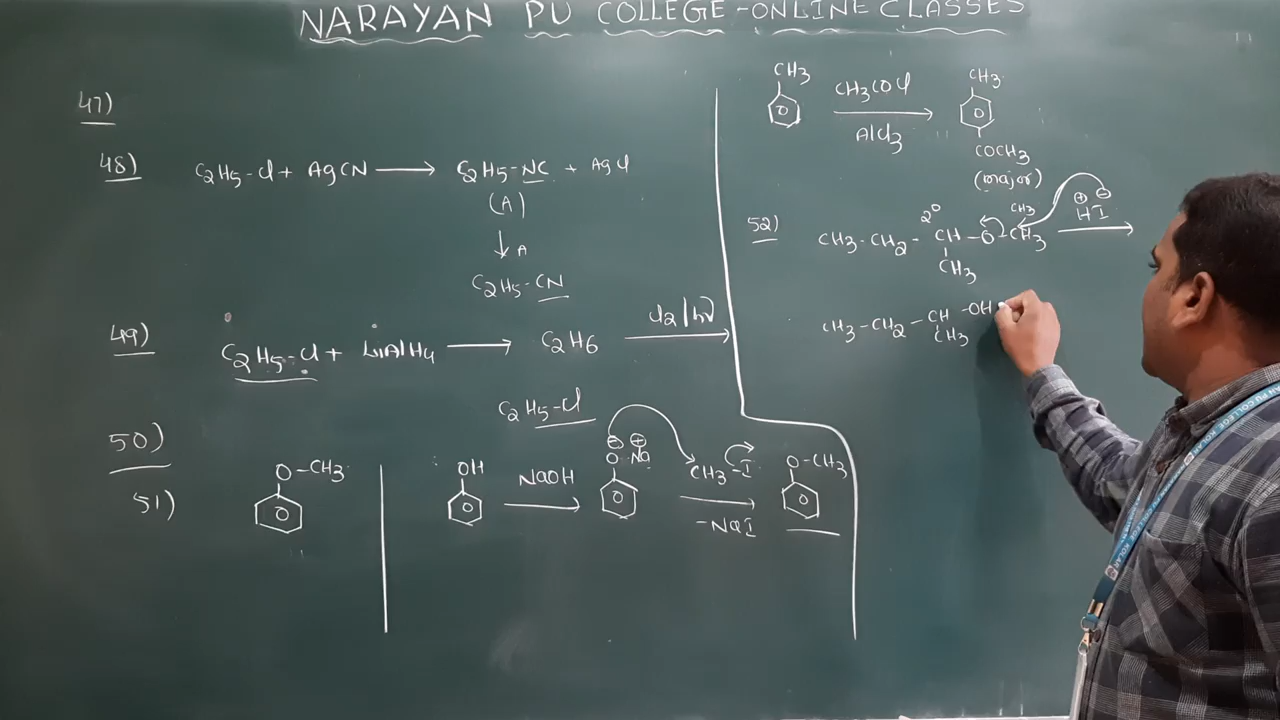 NARAYAN PU COLLEGE - ONLINE CLASSES
47)
48) C2H5-Cl + AgCN ⟶ C2H5-NC + AgCl
(A)
↓ Δ
C2H5-CN
49) C2H5-Cl + LiAlH4 ⟶ C2H6 Cl2/hν ⟶
C2H5-Cl
50)
51) O-CH3
OH NaOH ⟶ ⊖ ⊕ O Na CH3-I ⟶ -NaI O-CH3
CH3 CH3COCl ⟶ AlCl3 CH3
COCH3
(major)
52) CH3-CH2-CH-O-CH3 ⊕ ⊖ HI ⟶
2° CH3
CH3
CH3-CH2-CH-OH
CH3